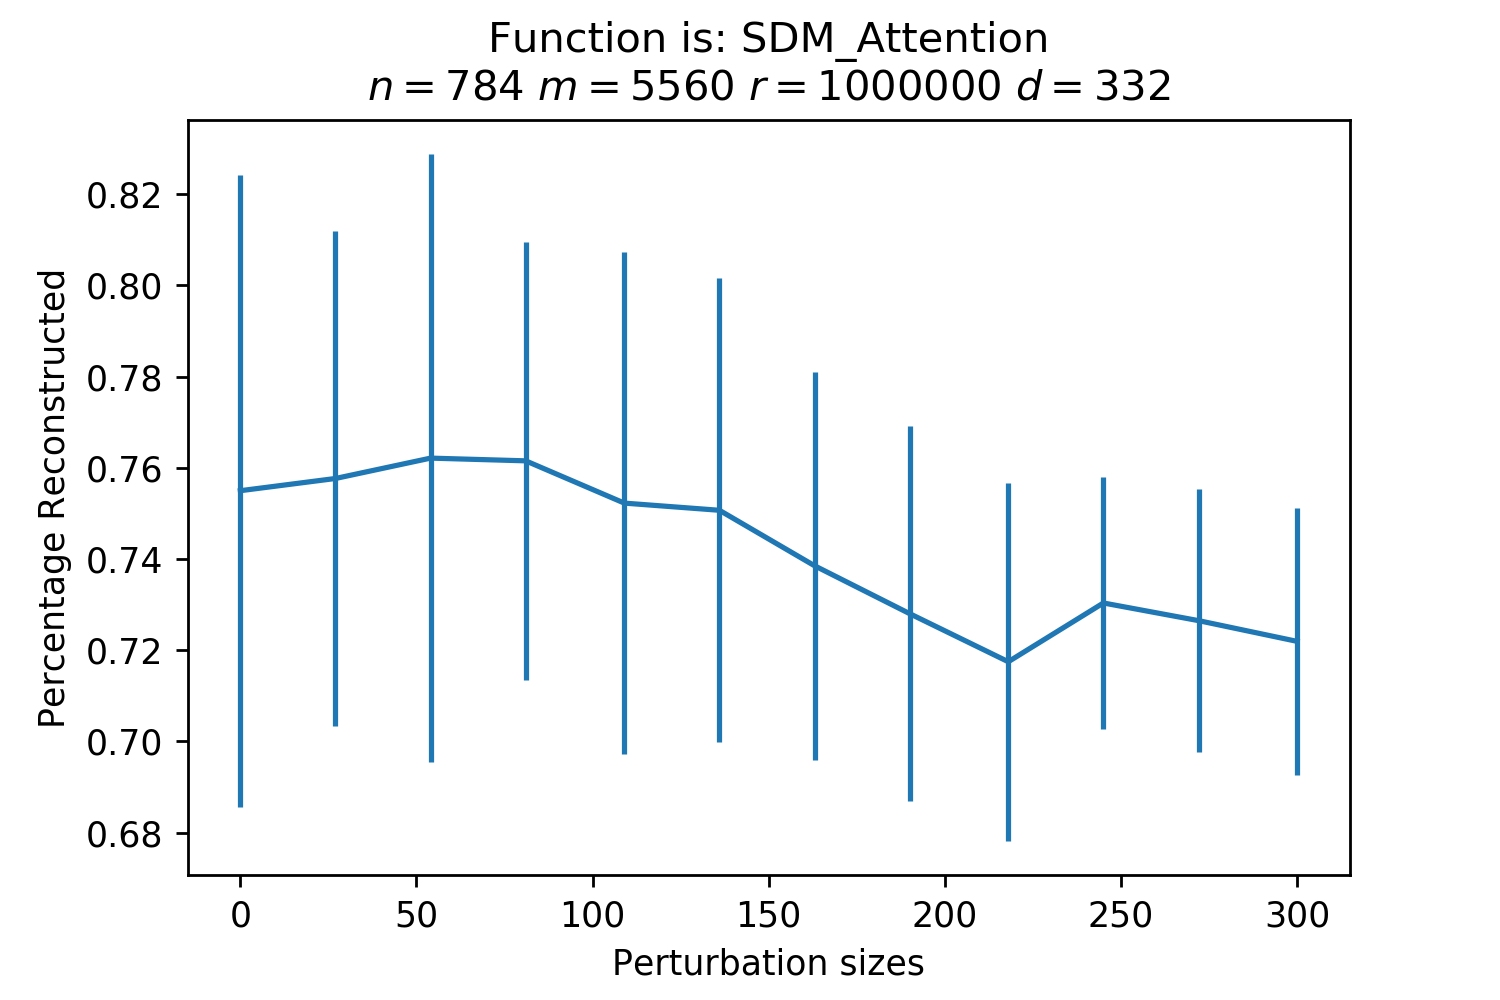 Function is: SDM_Attention
n = 784 m = 5560 r = 1000000 d = 332
Percentage Reconstructed
0.82
0.80
0.78
0.76
0.74
0.72
0.70
0.68
0 50 100 150 200 250 300
Perturbation sizes